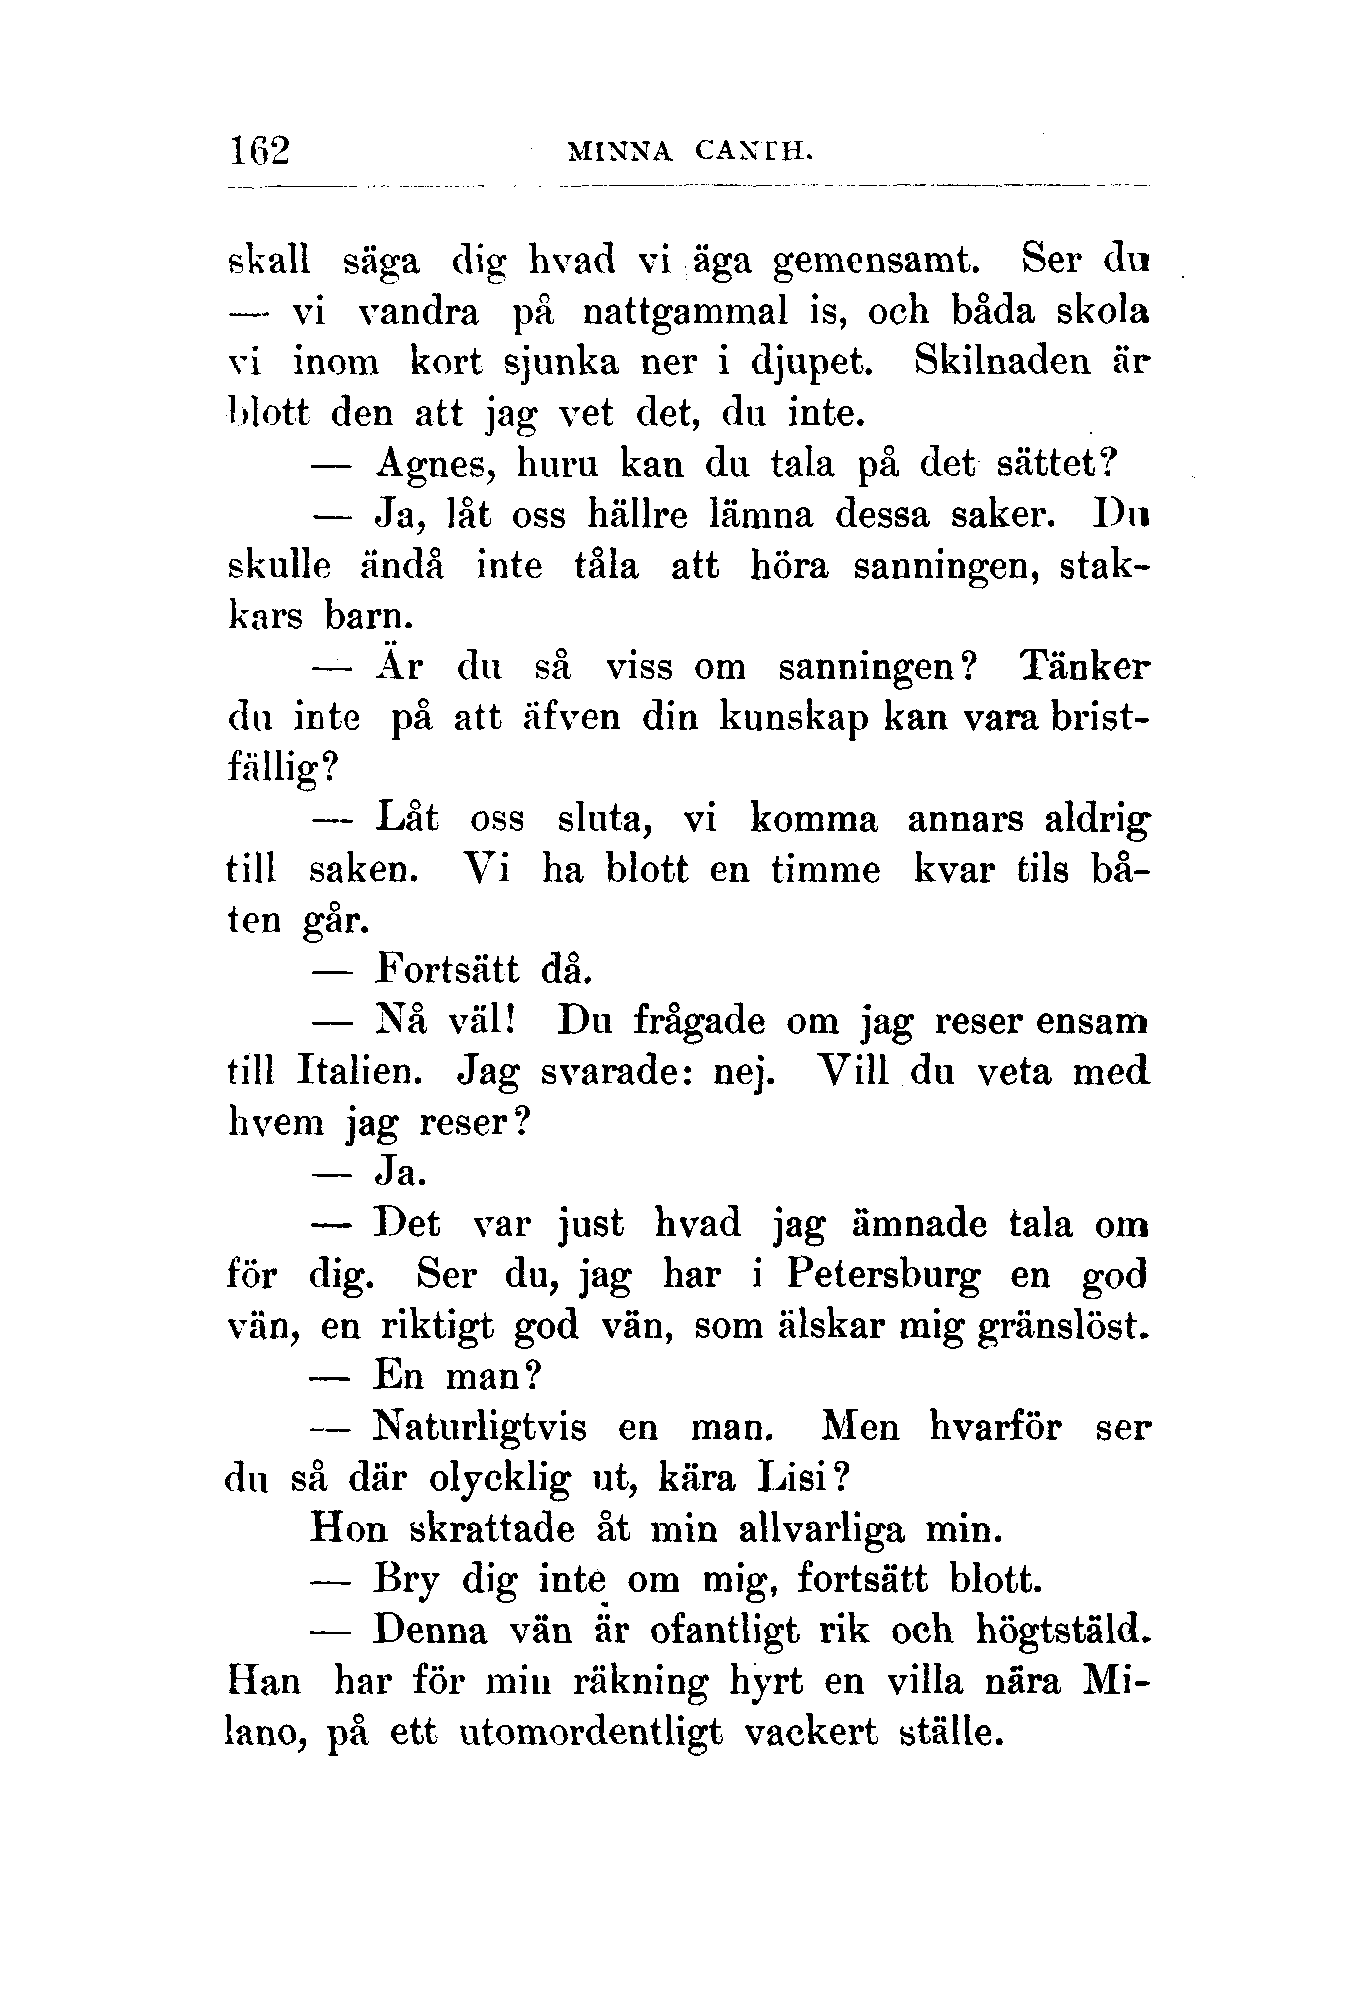 162 MINNA CANTH.
skall säga dig hvad vi äga gemensamt. Ser du
— vi vandra på nattgammal is, och båda skola
vi inom kort sjunka ner i djupet. Skilnaden är
blott den att jag vet det, du inte.
— Agnes, huru kan du tala på det sättet?
— Ja, låt oss hällre lämna dessa saker. Du
skulle ändå inte tåla att höra sanningen, stak-
kars barn.
— Är du så viss om sanningen? Tänker
du inte på att äfven din kunskap kan vara brist-
fällig?
— Låt oss sluta, vi komma annars aldrig
till saken. Vi ha blott en timme kvar tils bå-
ten går.
— Fortsätt då.
— Nå väl! Du frågade om jag reser ensam
till Italien. Jag svarade: nej. Vill du veta med
hvem jag reser?
— Ja.
— Det var just hvad jag ämnade tala om
för dig. Ser du, jag har i Petersburg en god
vän, en riktigt god vän, som älskar mig gränslöst.
— En man?
— Naturligtvis en man. Men hvarför ser
du så där olycklig ut, kära Lisi?
Hon skrattade åt min allvarliga min.
— Bry dig inte om mig, fortsätt blott.
— Denna vän är ofantligt rik och högtstäld.
Han har för min räkning hyrt en villa nära Mi-
lano, på ett utomordentligt vackert ställe.